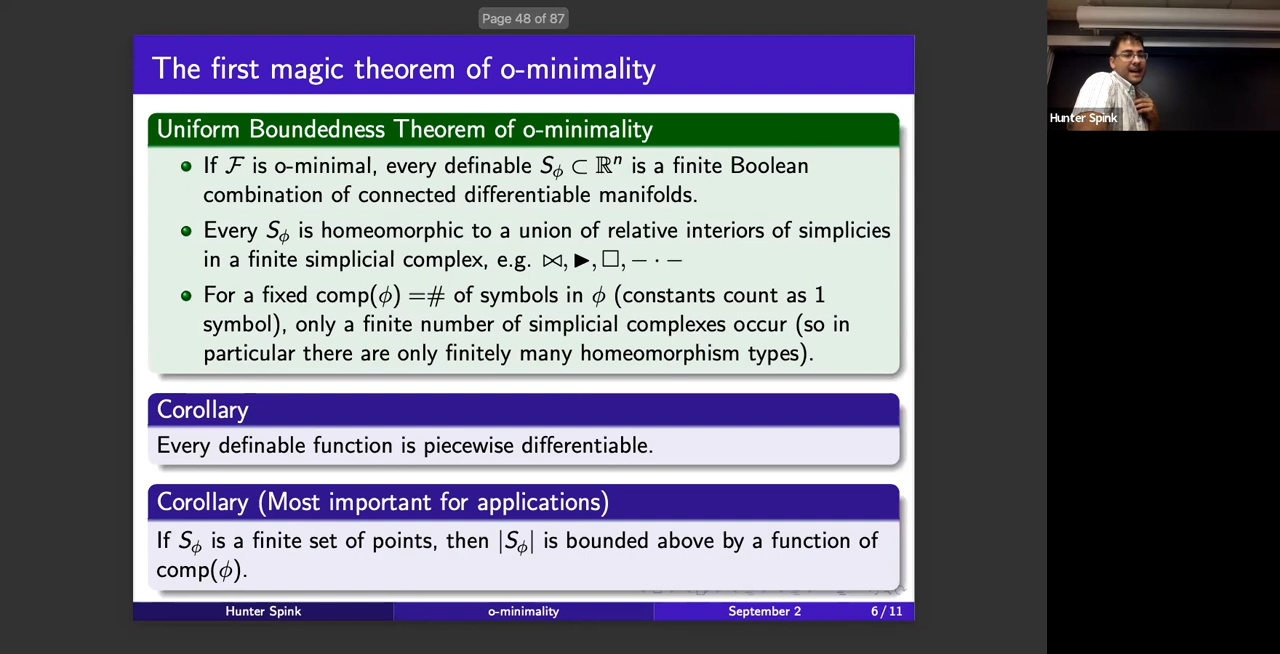 Page 48 of 87
The first magic theorem of o-minimality
Uniform Boundedness Theorem of o-minimality
If ℱ is o-minimal, every definable S_ϕ ⊂ ℝⁿ is a finite Boolean
combination of connected differentiable manifolds.
Every S_ϕ is homeomorphic to a union of relative interiors of simplicies
in a finite simplicial complex, e.g. ⋈, ▶, □, − · −
For a fixed comp(ϕ) =# of symbols in ϕ (constants count as 1
symbol), only a finite number of simplicial complexes occur (so in
particular there are only finitely many homeomorphism types).
Corollary
Every definable function is piecewise differentiable.
Corollary (Most important for applications)
If S_ϕ is a finite set of points, then |S_ϕ| is bounded above by a function of
comp(ϕ).
Hunter Spink
o-minimality
September 2
6 / 11
Hunter Spink